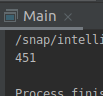 Main
/snap/intelli
451
Process finis